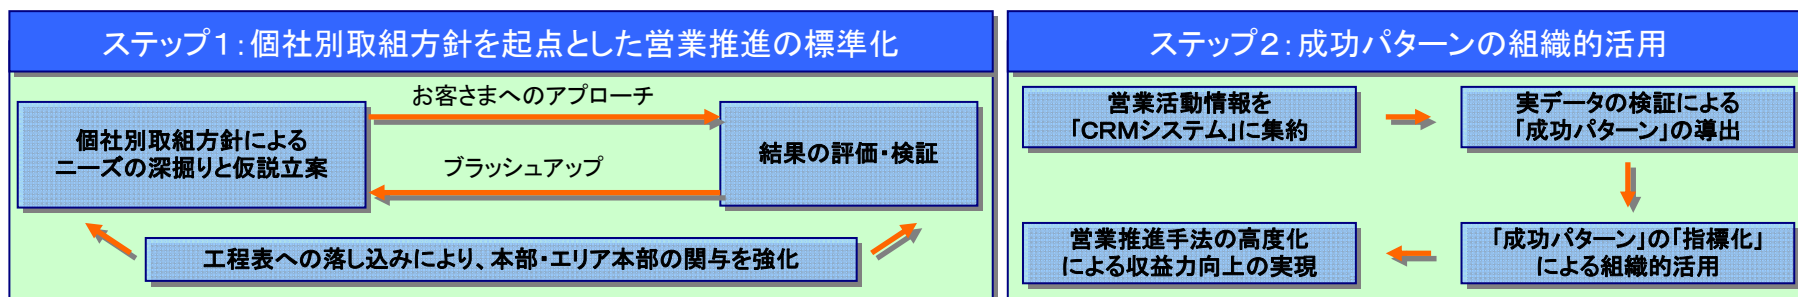 ステップ1：個社別取組方針を起点とした営業推進の標準化
お客さまへのアプローチ
個社別取組方針による
ニーズの深掘りと仮説立案
結果の評価・検証
ブラッシュアップ
工程表への落し込みにより、本部・エリア本部の関与を強化
ステップ2：成功パターンの組織的活用
営業活動情報を
「CRMシステム」に集約
実データの検証による
「成功パターン」の導出
営業推進手法の高度化
による収益力向上の実現
「成功パターン」の「指標化」
による組織的活用